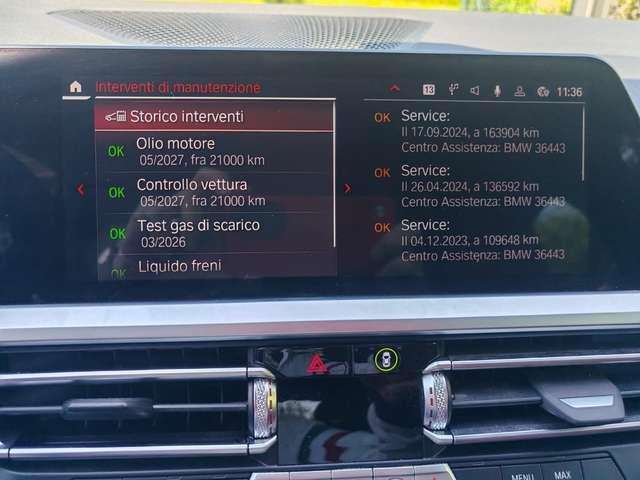 Interventi di manutenzione
13
11:36
Storico interventi
OK Olio motore
05/2027, fra 21000 km
OK Controllo vettura
05/2027, fra 21000 km
OK Test gas di scarico
03/2026
OK Liquido freni
OK Service:
Il 17.09.2024, a 163904 km
Centro Assistenza: BMW 36443
OK Service:
Il 26.04.2024, a 136592 km
Centro Assistenza: BMW 36443
OK Service:
Il 04.12.2023, a 109648 km
Centro Assistenza: BMW 36443
MENU MAX